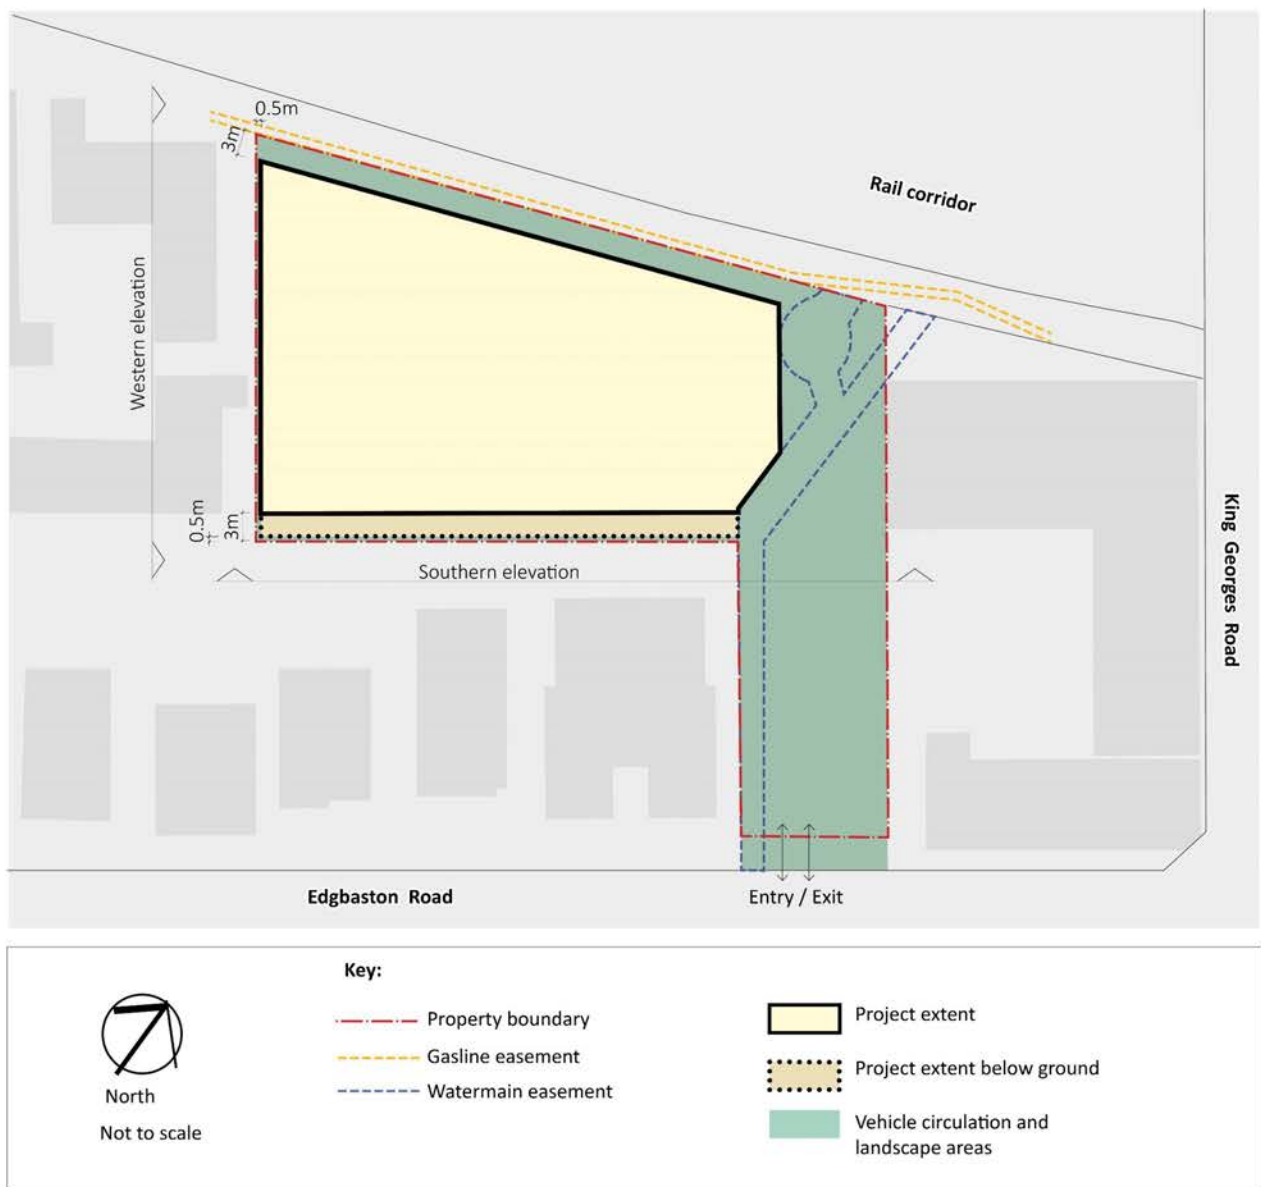 0.5m
3m
Rail corridor
Western elevation
0.5m
3m
Southern elevation
King Georges Road
Edgbaston Road
Entry / Exit
Key:
North
Not to scale
Property boundary
Gasline easement
Watermain easement
Project extent
Project extent below ground
Vehicle circulation and
landscape areas